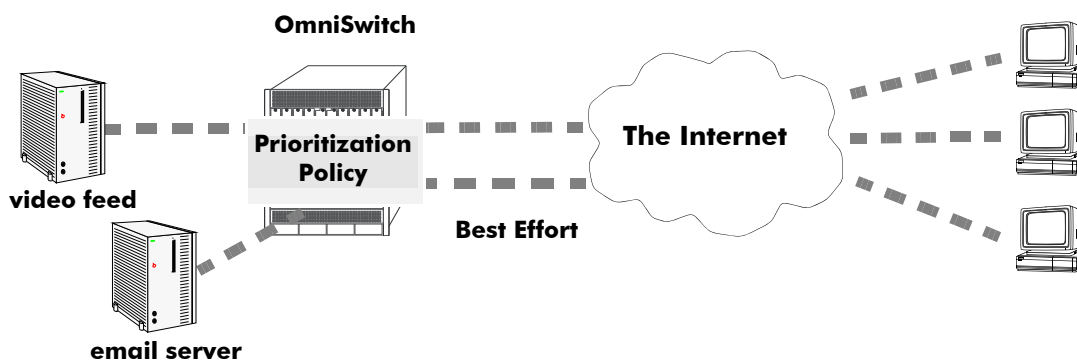 OmniSwitch
Prioritization
Policy
The Internet
video feed
Best Effort
email server